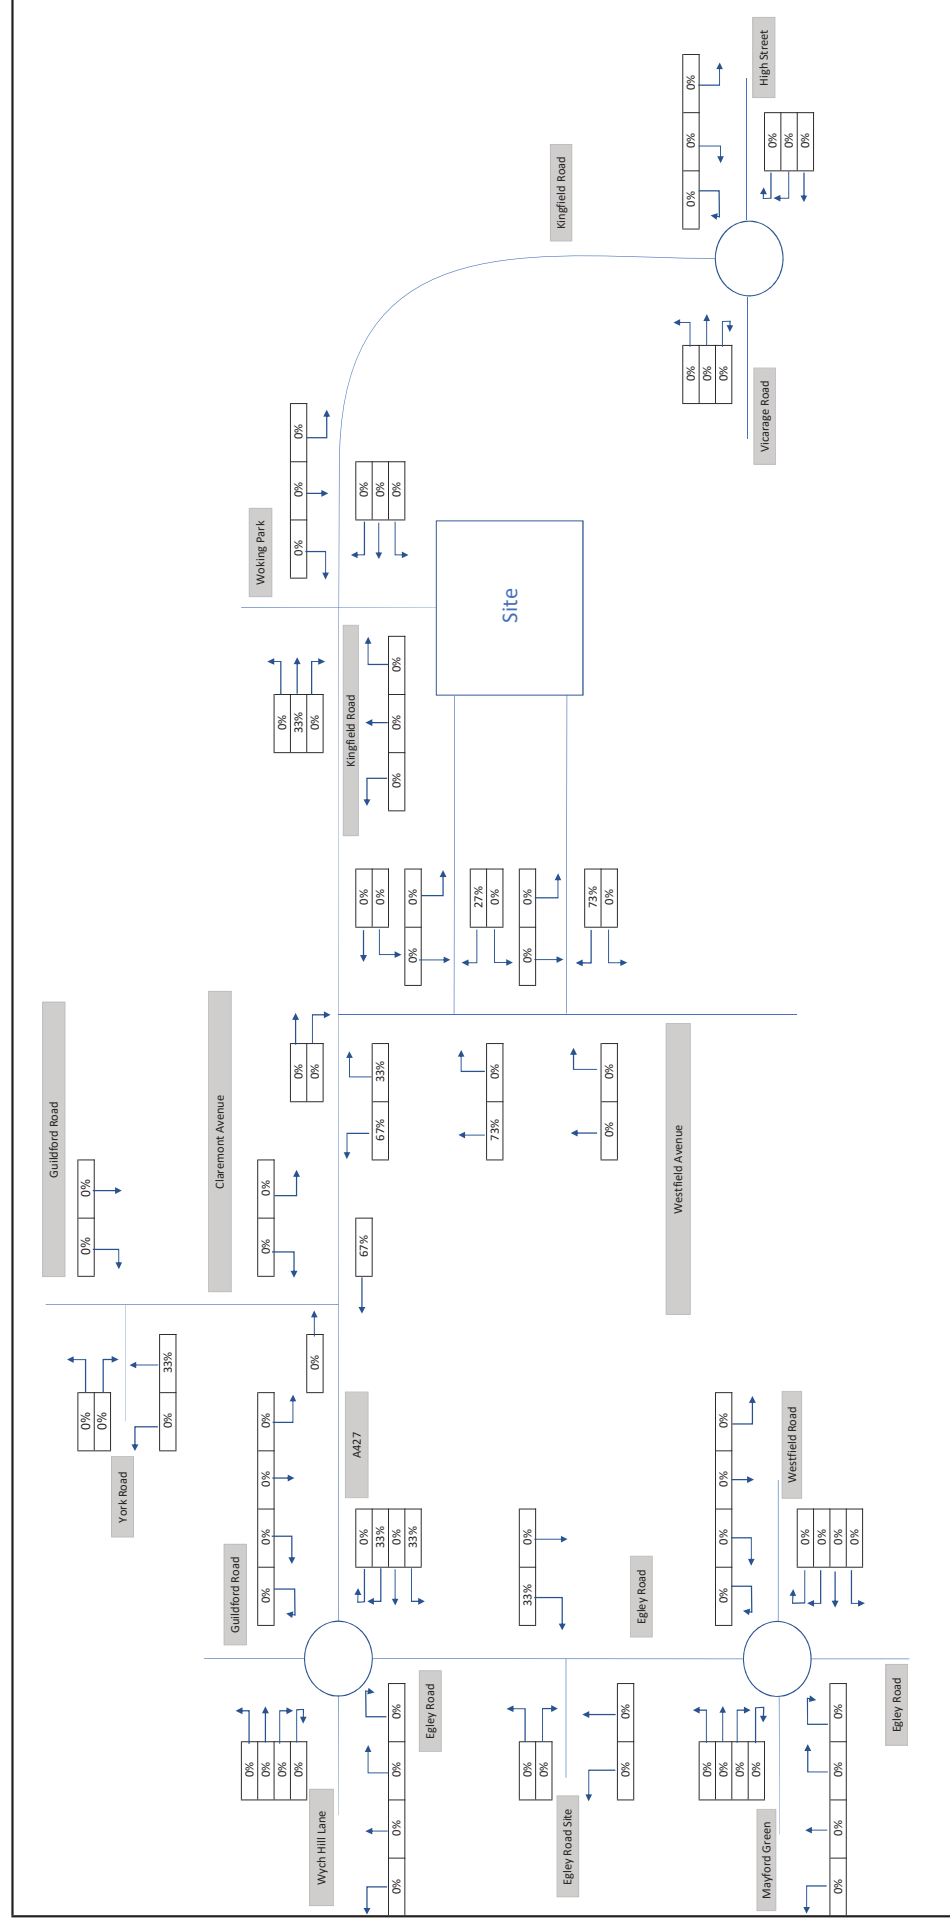 Guildford Road
0%
0%
0% 0%
York Road
0% 33%
Claremont Avenue
0% 0%
Guildford Road
0% 0% 0% 0%
Woking Park
0% 0% 0%
0%
0%
0%
0%
Wych Hill Lane
0%
33%
0%
0%
0%
0%
A427
Kingfield Road
0%
33%
0%
33%
67%
67% 33%
0%
0%
0%
0%
0%
0% 0% 0% 0%
0% 0% 0%
0% 0%
Egley Road
27%
0%
73% 0%
Site
0%
0%
33% 0%
0% 0%
Egley Road Site
Kingfield Road
73%
0%
0% 0%
0% 0%
Egley Road
Westfield Avenue
0% 0% 0%
0%
0%
0%
0%
0%
0%
0%
0% 0% 0% 0%
Mayford Green
Westfield Road
Vicarage Road
High Street
0%
0%
0%
0%
0%
0%
0%
0% 0% 0% 0%
Egley Road